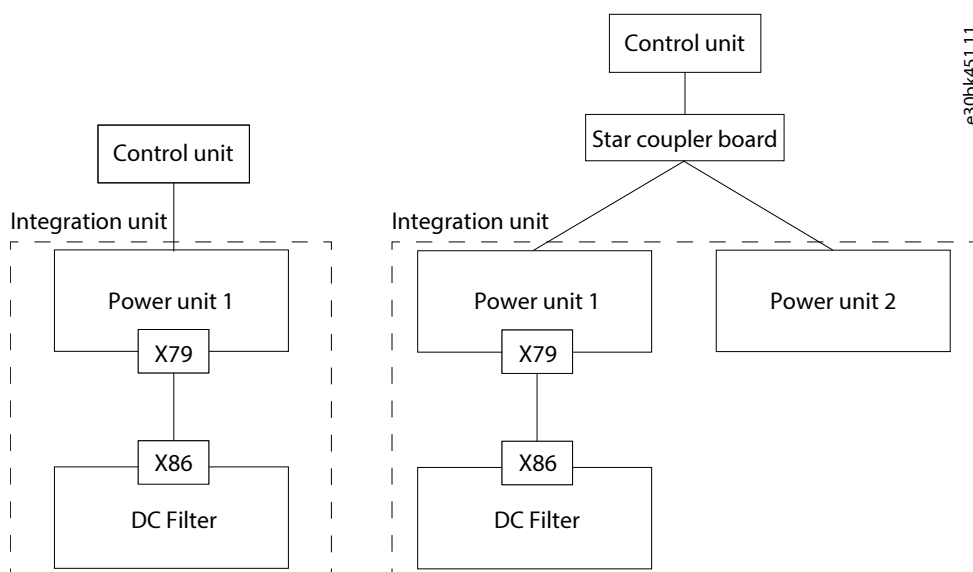 Control unit
Star coupler board
Integration unit
Power unit 1
X79
Power unit 2
X86
DC Filter
Control unit
Integration unit
Power unit 1
X79
X86
DC Filter
e30bk451.11